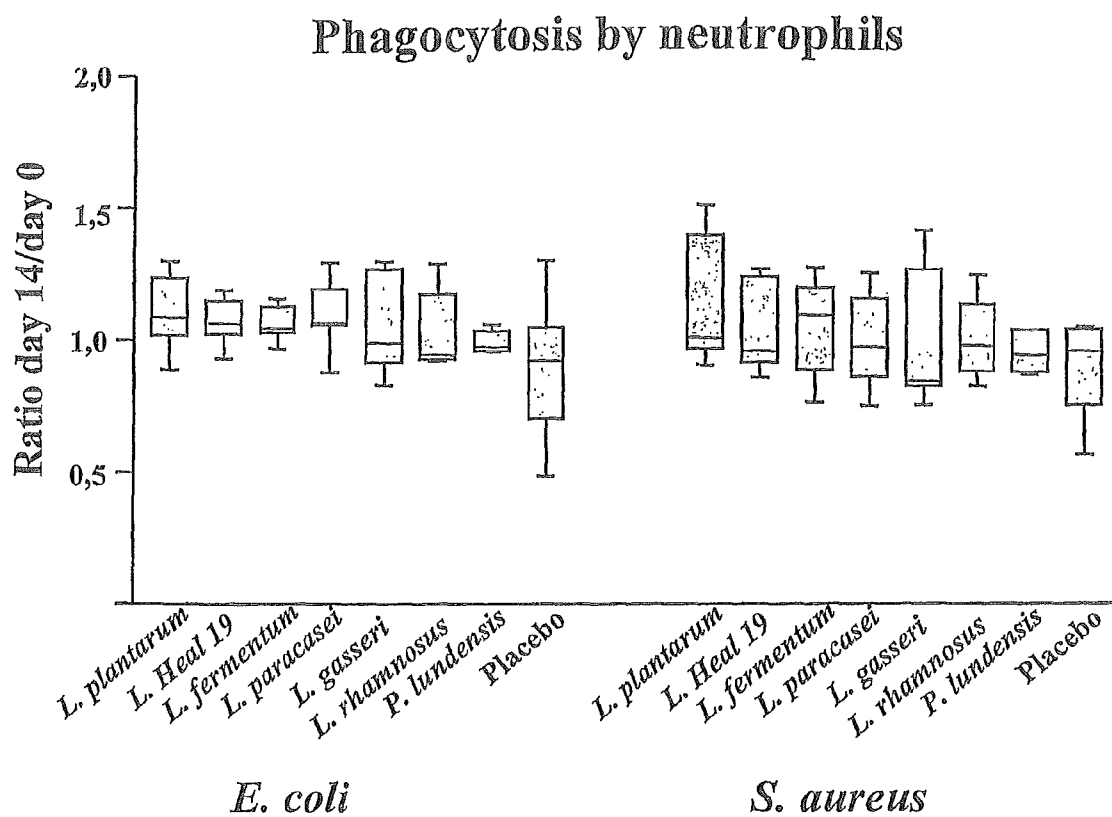 Phagocytosis by neutrophils
Ratio day 14/day 0
2,0
1,5
1,0
0,5
L. plantarum
L. Heal 19
L. fermentum
L. paracasei
L. gasseri
L. rhamnosus
P. lundensis
Placebo
L. plantarum
L. Heal 19
L. fermentum
L. paracasei
L. gasseri
L. rhamnosus
P. lundensis
Placebo
E. coli
S. aureus